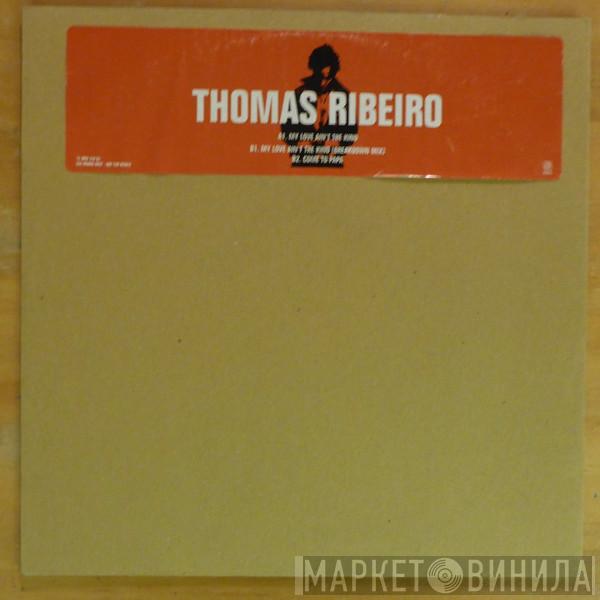 THOMAS RIBEIRO
A1. MY LOVE AIN'T THE KIND
B1. MY LOVE AIN'T THE KIND (BREAKDOWN MIX)
B2. COME TO PAPA
МАРКЕТ ВИНИЛА